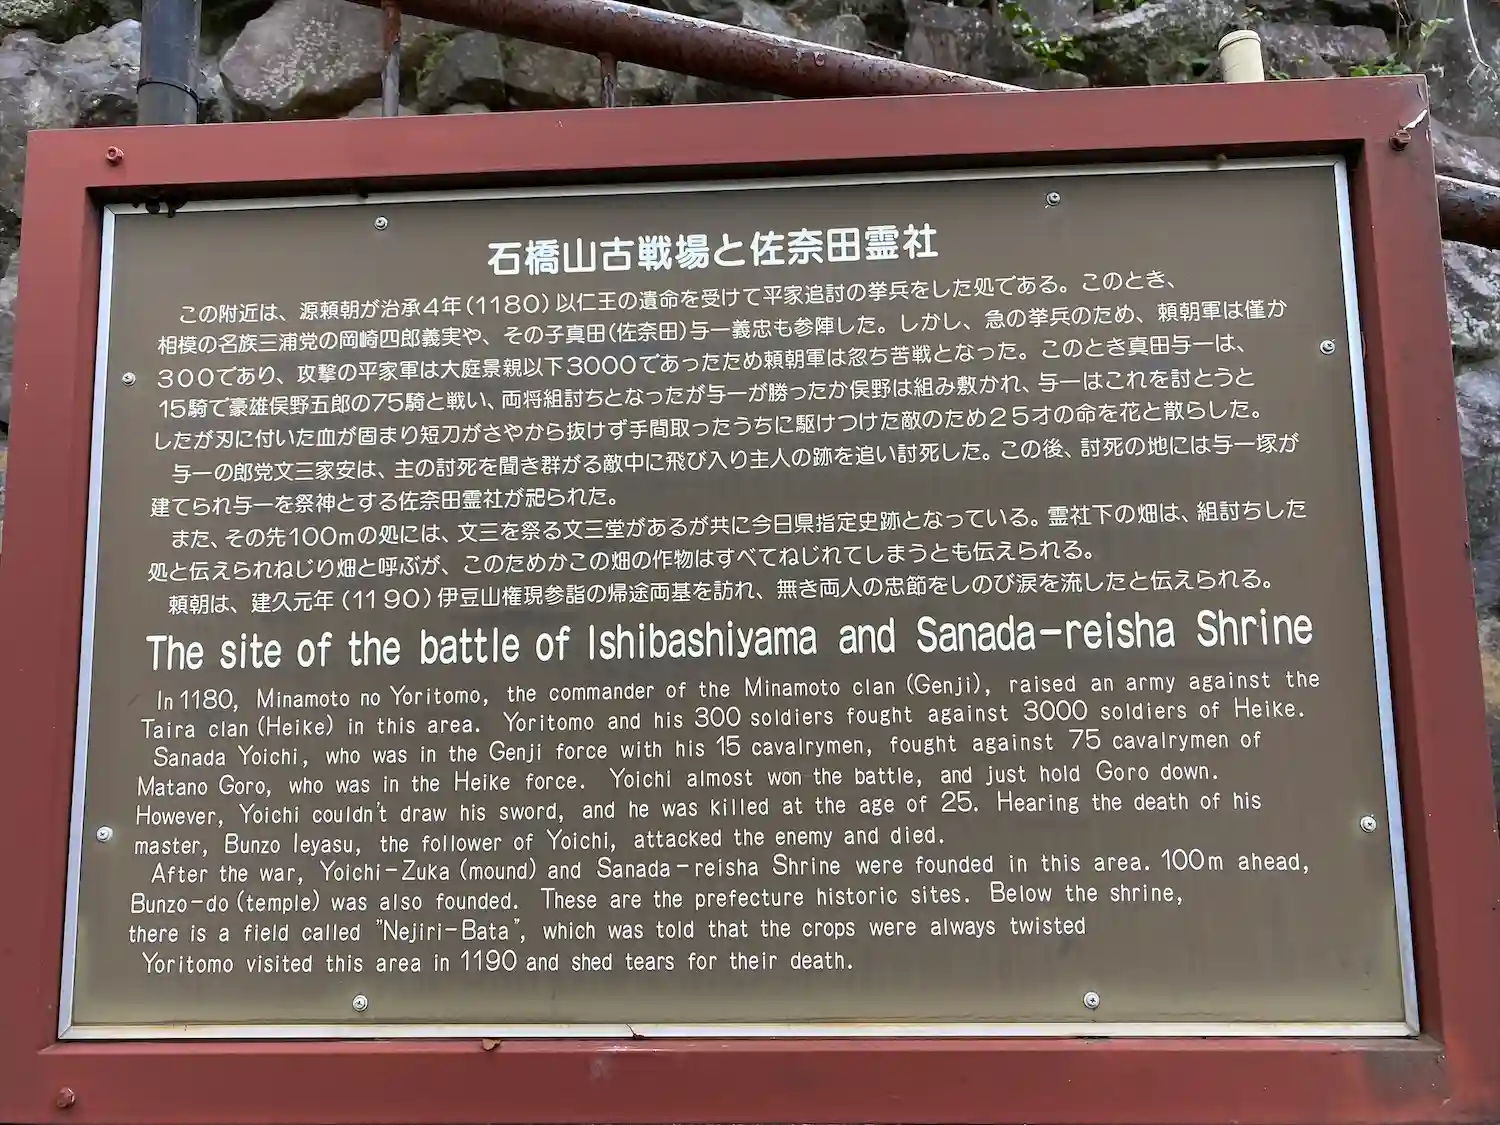 石橋山古戦場と佐奈田霊社
この附近は、源頼朝が治承4年(1180)以仁王の遺命を受けて平家追討の挙兵をした処である。このとき、
相模の名族三浦党の岡崎四郎義実や、その子真田(佐奈田)与一義忠も参陣した。しかし、急の挙兵のため、頼朝軍は僅か
300であり、攻撃の平家軍は大庭景親以下3000であったため頼朝軍は忽ち苦戦となった。このとき真田与一は、
15騎で豪雄俣野五郎の75騎と戦い、両将組討ちとなったが与一が勝ったか俣野は組み敷かれ、与一はこれを討とうと
したが刃に付いた血が固まり短刀がさやから抜けず手間取ったうちに駆けつけた敵のため25才の命を花と散らした。
与一の郎党文三家安は、主の討死を聞き群がる敵中に飛び入り主人の跡を追い討死した。この後、討死の地には与一塚が
建てられ与一を祭神とする佐奈田霊社が祀られた。
また、その先100mの処には、文三を祭る文三堂があるが共に今日県指定史跡となっている。霊社下の畑は、組討ちした
処と伝えられねじり畑と呼ぶが、このためかこの畑の作物はすべてねじれてしまうとも伝えられる。
頼朝は、建久元年(1190)伊豆山権現参詣の帰途両基を訪れ、無き両人の忠節をしのび涙を流したと伝えられる。
The site of the battle of Ishibashiyama and Sanada-reisha Shrine
In 1180, Minamoto no Yoritomo, the commander of the Minamoto clan (Genji), raised an army against the
Taira clan (Heike) in this area. Yoritomo and his 300 soldiers fought against 3000 soldiers of Heike.
Sanada Yoichi, who was in the Genji force with his 15 cavalrymen, fought against 75 cavalrymen of
Matano Goro, who was in the Heike force. Yoichi almost won the battle, and just hold Goro down.
However, Yoichi couldn't draw his sword, and he was killed at the age of 25. Hearing the death of his
master, Bunzo Ieyasu, the follower of Yoichi, attacked the enemy and died.
After the war, Yoichi-Zuka (mound) and Sanada-reisha Shrine were founded in this area. 100m ahead,
Bunzo-do (temple) was also founded. These are the prefecture historic sites. Below the shrine,
there is a field called "Nejiri-Bata", which was told that the crops were always twisted
Yoritomo visited this area in 1190 and shed tears for their death.